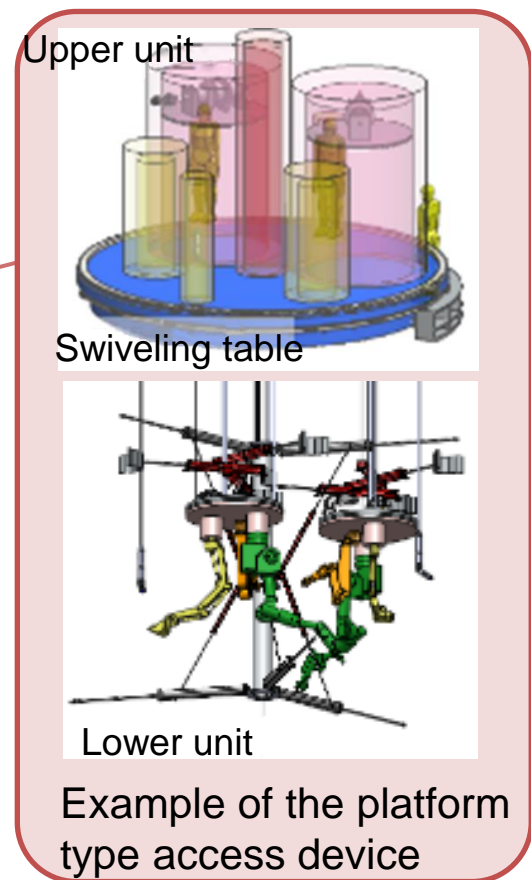 Upper unit
Swiveling table
Lower unit
Example of the platform
type access device